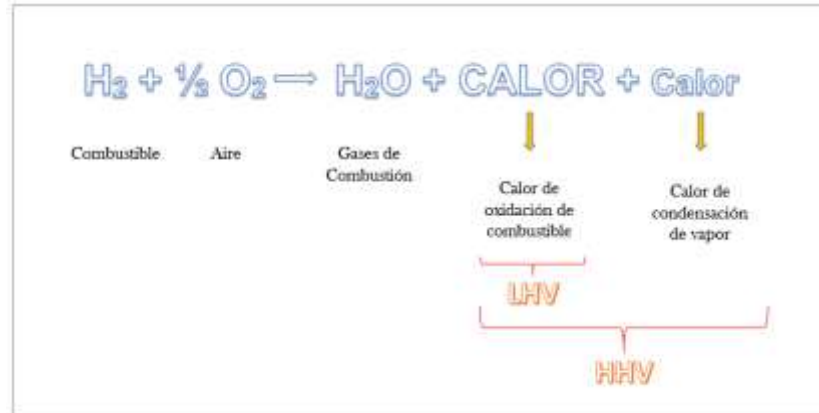 H₂ + ½ O₂ → H₂O + CALOR + Calor
Combustible Aire Gases de
Combustión
Calor de
oxidación de
combustible
Calor de
condensación
de vapor
LHV
HHV